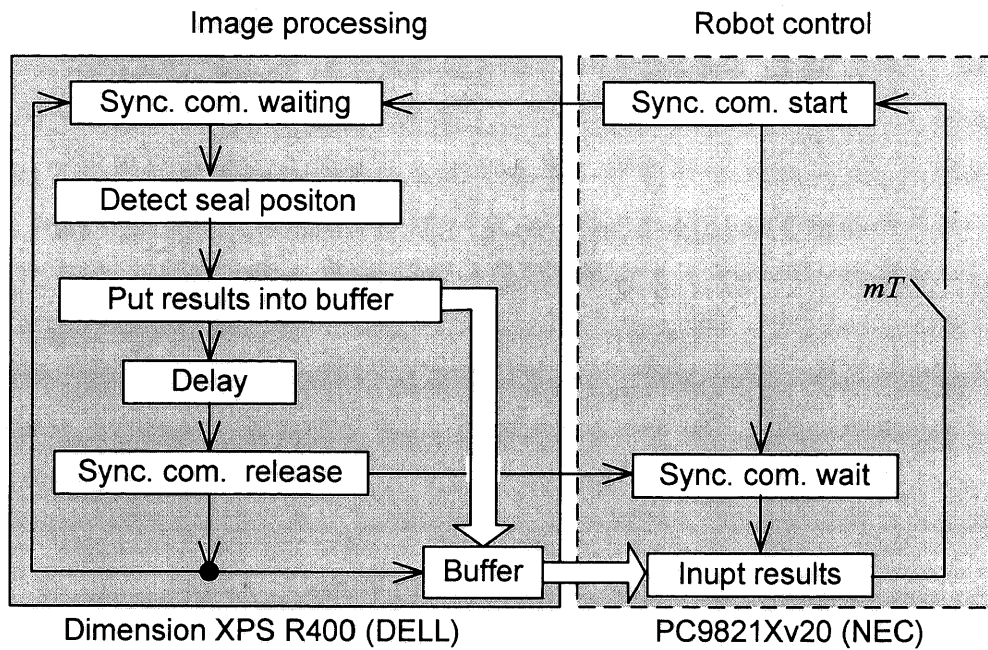 Image processing
Robot control
Sync. com. waiting
Sync. com. start
Detect seal positon
Put results into buffer
mT
Delay
Sync. com. release
Sync. com. wait
Buffer
Inupt results
Dimension XPS R400 (DELL)
PC9821Xv20 (NEC)